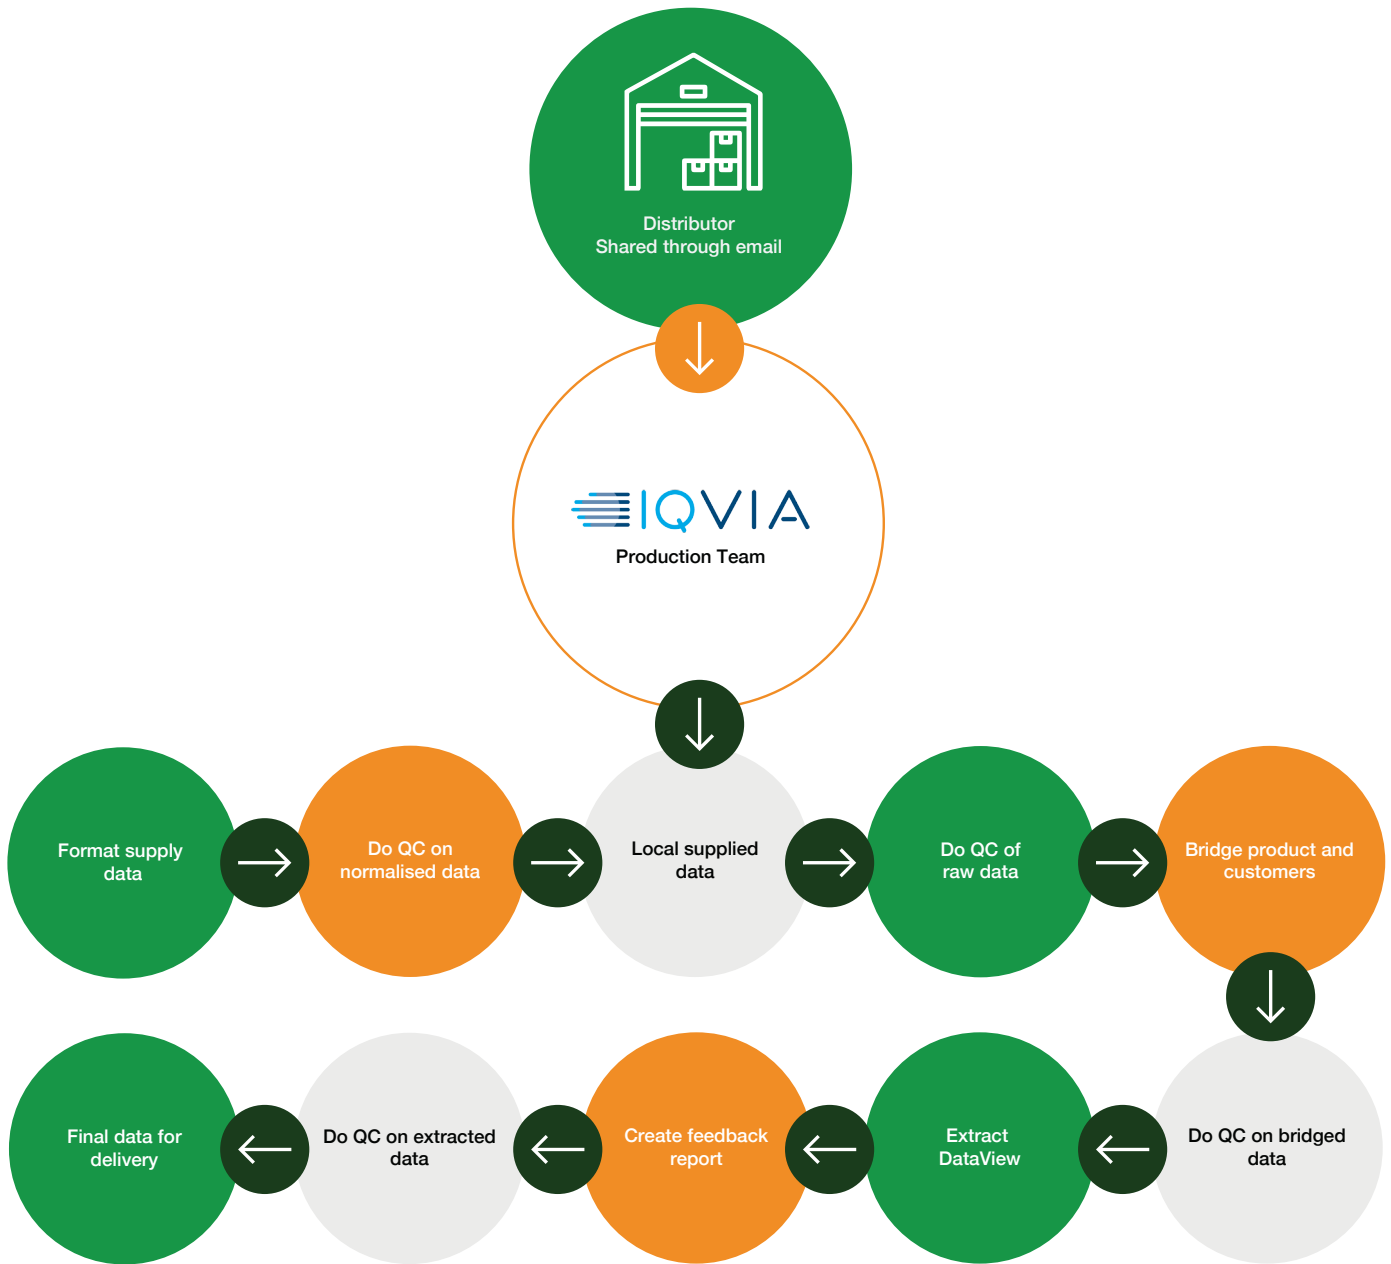 Distributor
Shared through email
IQVIA
Production Team
Format supply
data
Do QC on
normalised data
Local supplied
data
Do QC of
raw data
Bridge product and
customers
Final data for
delivery
Do QC on extracted
data
Create feedback
report
Extract
DataView
Do QC on bridged
data